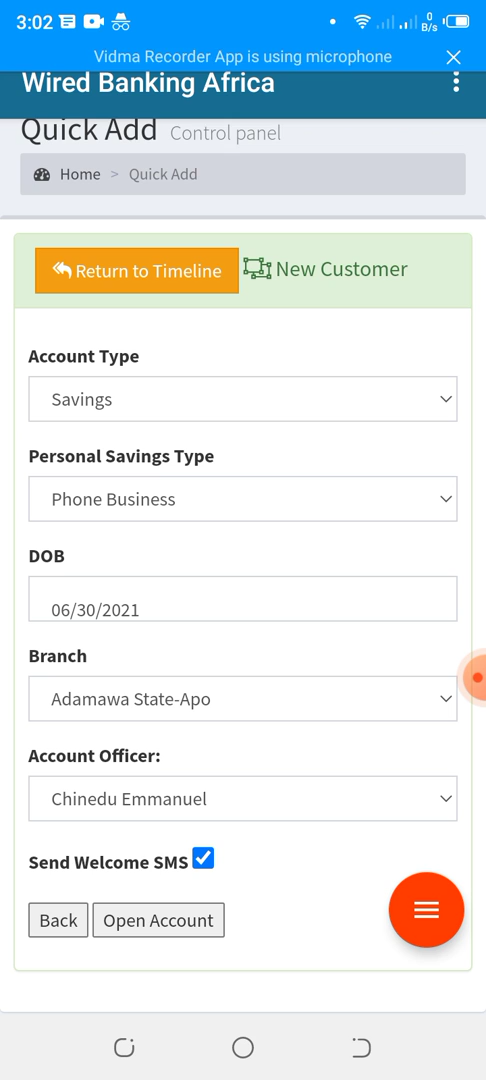 3:02
0 B/s
Vidma Recorder App is using microphone
Wired Banking Africa
Quick Add Control panel
Home > Quick Add
Return to Timeline New Customer
Account Type
Savings
Personal Savings Type
Phone Business
DOB
06/30/2021
Branch
Adamawa State-Apo
Account Officer:
Chinedu Emmanuel
Send Welcome SMS
Back Open Account